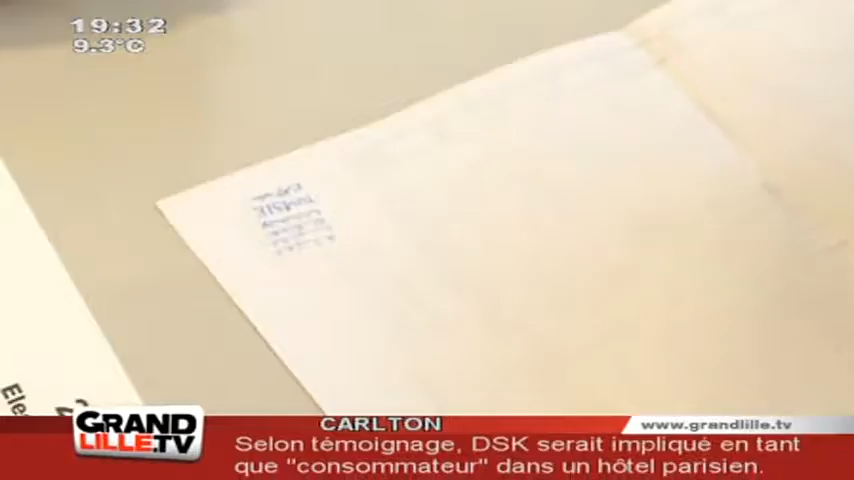 19:32
9.3°C
Ele
GRAND
LILLE.TV
CARLTON
www.grandlille.tv
Selon témoignage, DSK serait impliqué en tant
que "consommateur" dans un hôtel parisien.